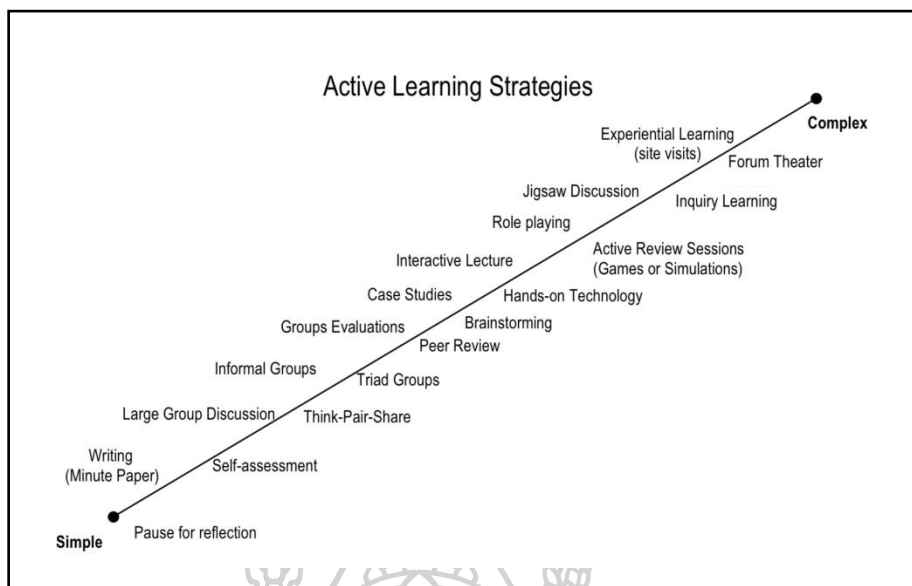 Active Learning Strategies
Complex
Experiential Learning
(site visits)
Forum Theater
Jigsaw Discussion
Inquiry Learning
Role playing
Active Review Sessions
(Games or Simulations)
Interactive Lecture
Case Studies
Hands-on Technology
Groups Evaluations
Brainstorming
Peer Review
Informal Groups
Triad Groups
Large Group Discussion
Think-Pair-Share
Writing
(Minute Paper)
Self-assessment
Pause for reflection
Simple